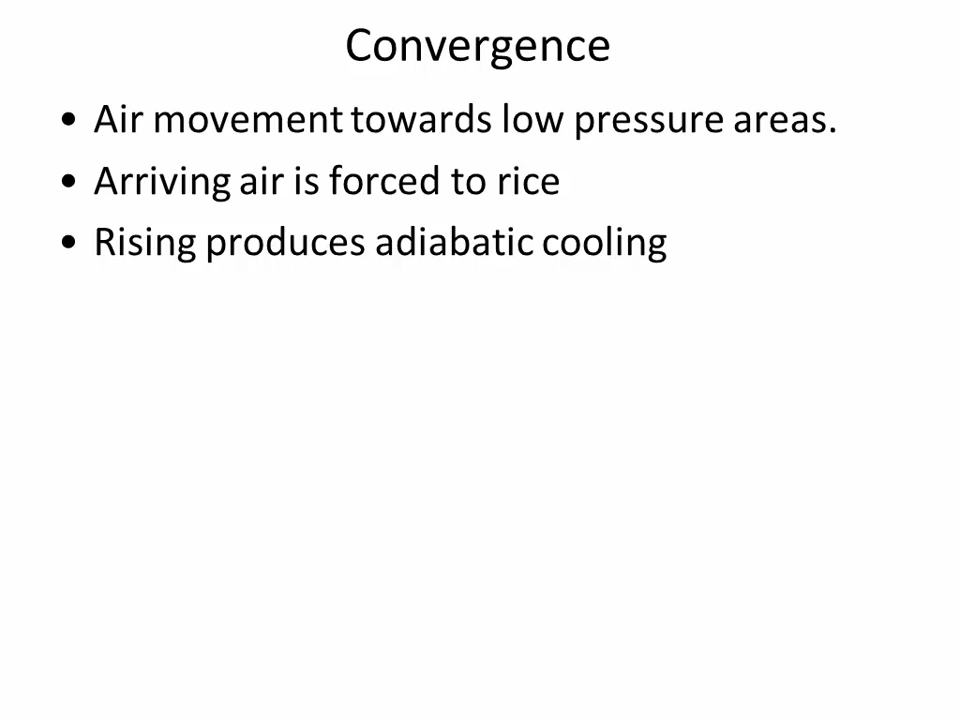 Convergence
• Air movement towards low pressure areas.
• Arriving air is forced to rice
• Rising produces adiabatic cooling